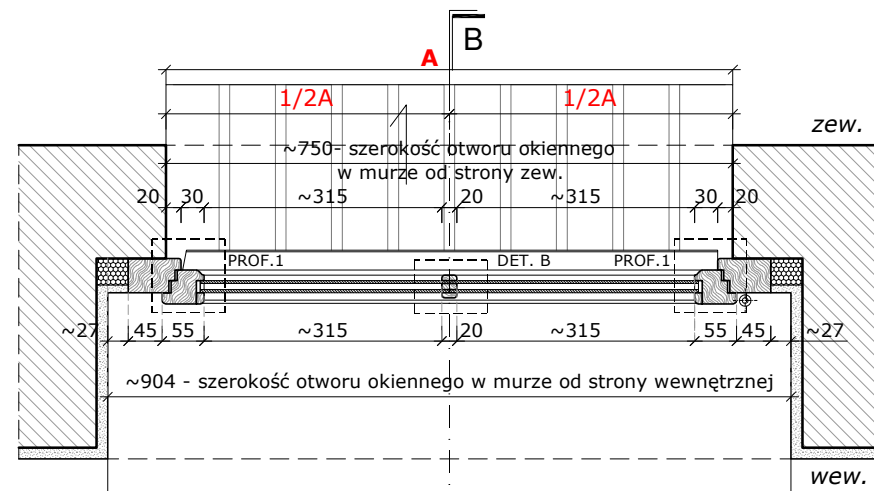 B
A
1/2A 1/2A
zew.
~750- szerokość otworu okiennego
w murze od strony zew.
20 30 ~315 20 ~315 30 20
PROF.1 DET. B PROF.1
~27 45 55 ~315 20 ~315 55 45 ~27
~904 - szerokość otworu okiennego w murze od strony wewnętrznej
wew.